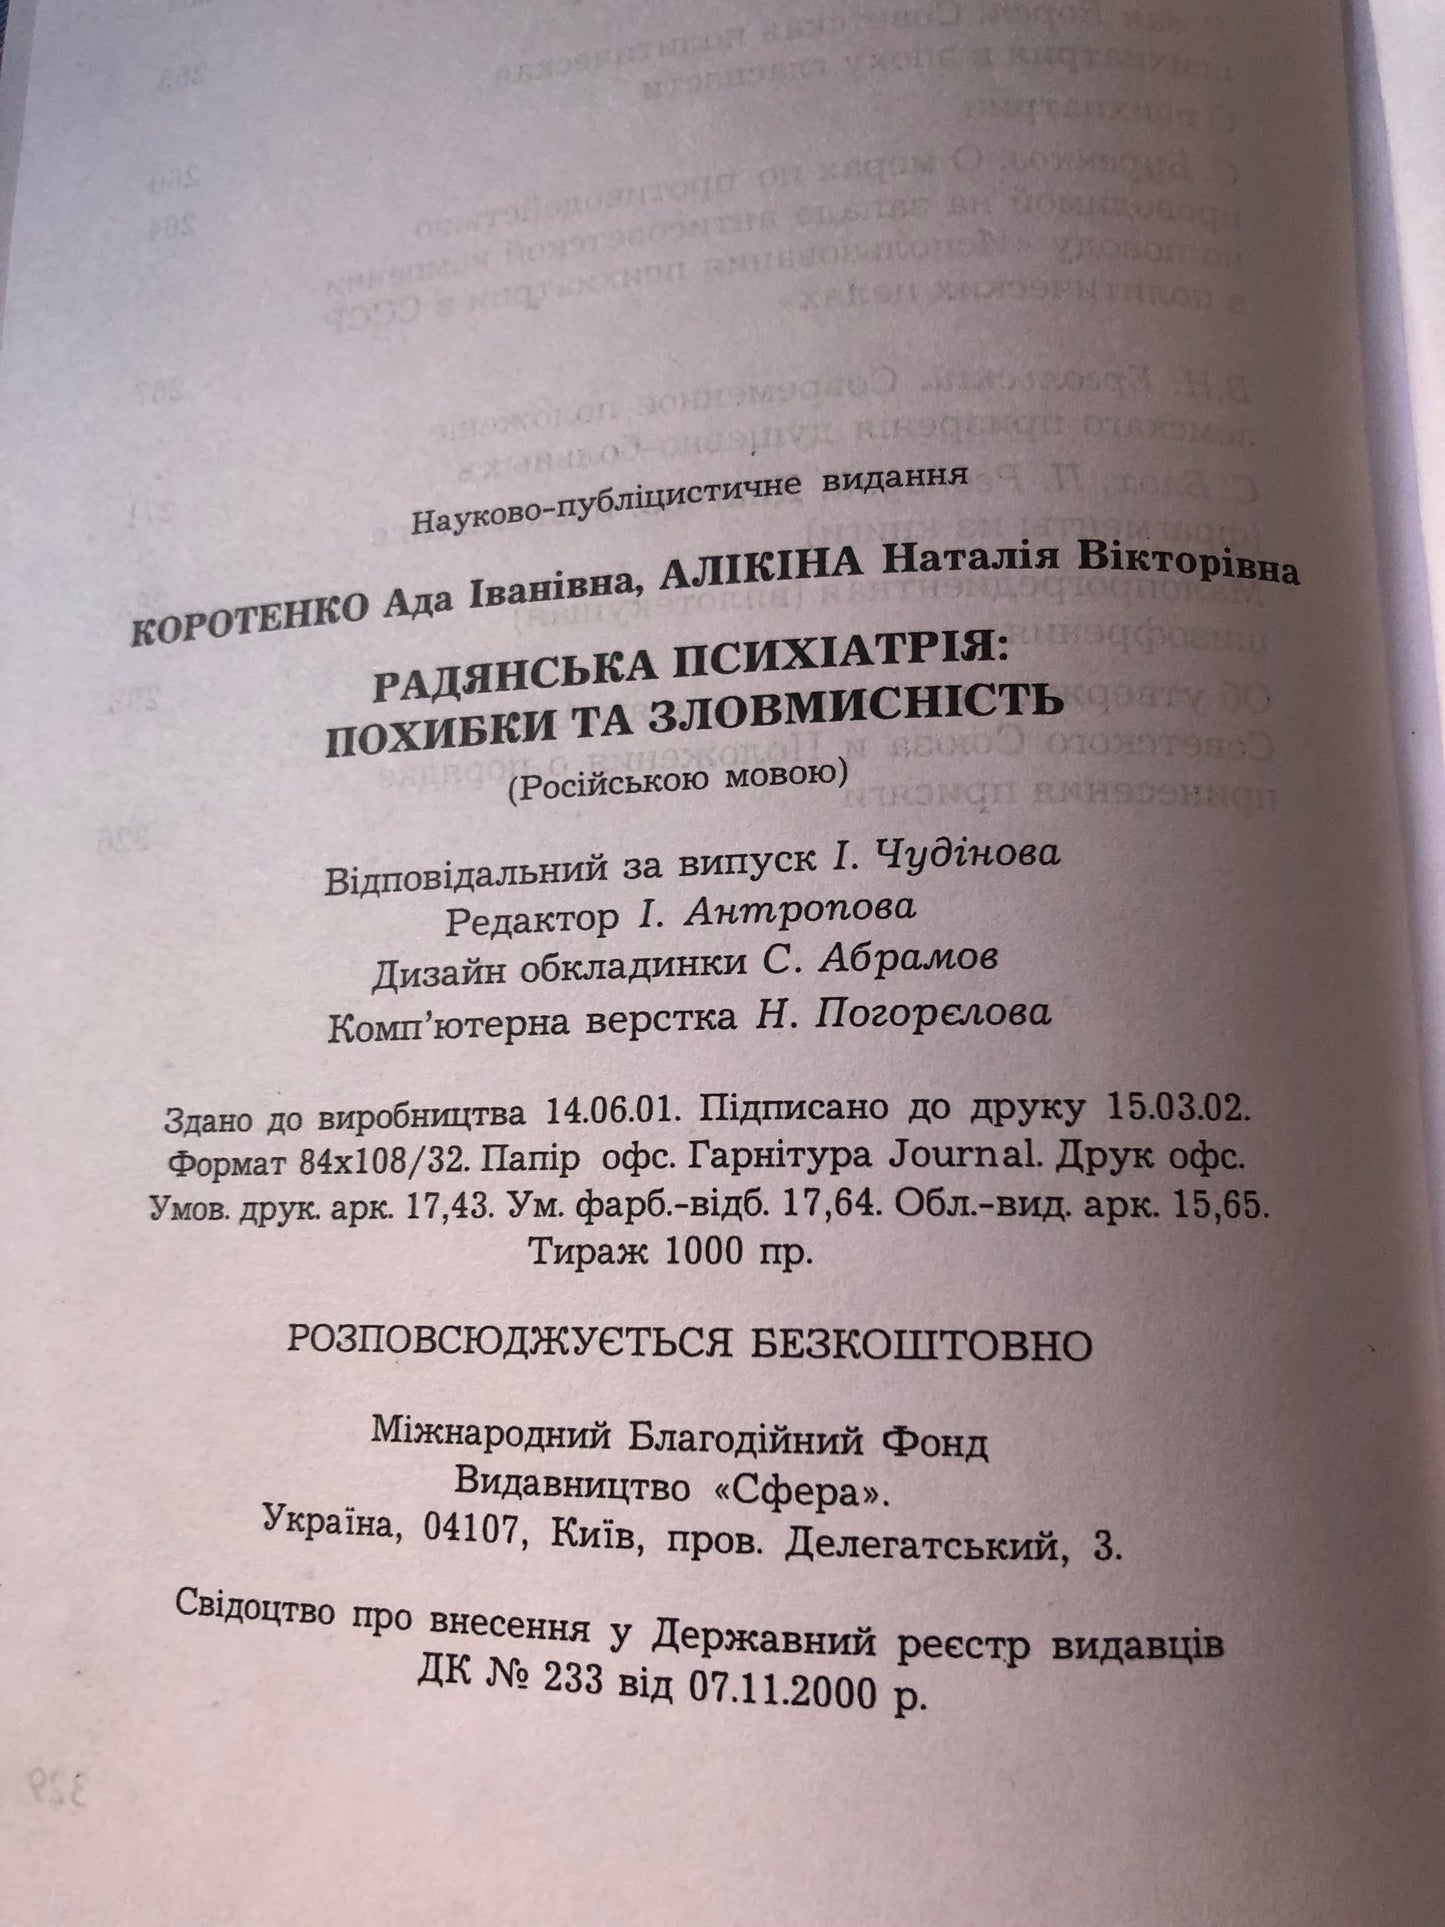 Науково-публіцистичне видання
КОРОТЕНКО Ада Іванівна, АЛІКІНА Наталія Вікторівна
РАДЯНСЬКА ПСИХІАТРІЯ:
ПОХИБКИ ТА ЗЛОВМИСНІСТЬ
(Російською мовою)
Відповідальний за випуск І. Чудінова
Редактор І. Антропова
Дизайн обкладинки С. Абрамов
Комп'ютерна верстка Н. Погорєлова
Здано до виробництва 14.06.01. Підписано до друку 15.03.02.
Формат 84х108/32. Папір офс. Гарнітура Journal. Друк офс.
Умов. друк. арк. 17,43. Ум. фарб.-відб. 17,64. Обл.-вид. арк. 15,65.
Тираж 1000 пр.
РОЗПОВСЮДЖУЄТЬСЯ БЕЗКОШТОВНО
Міжнародний Благодійний Фонд
Видавництво «Сфера».
Україна, 04107, Київ, пров. Делегатський, 3.
Свідоцтво про внесення у Державний реєстр видавців
ДК № 233 від 07.11.2000 р.
329